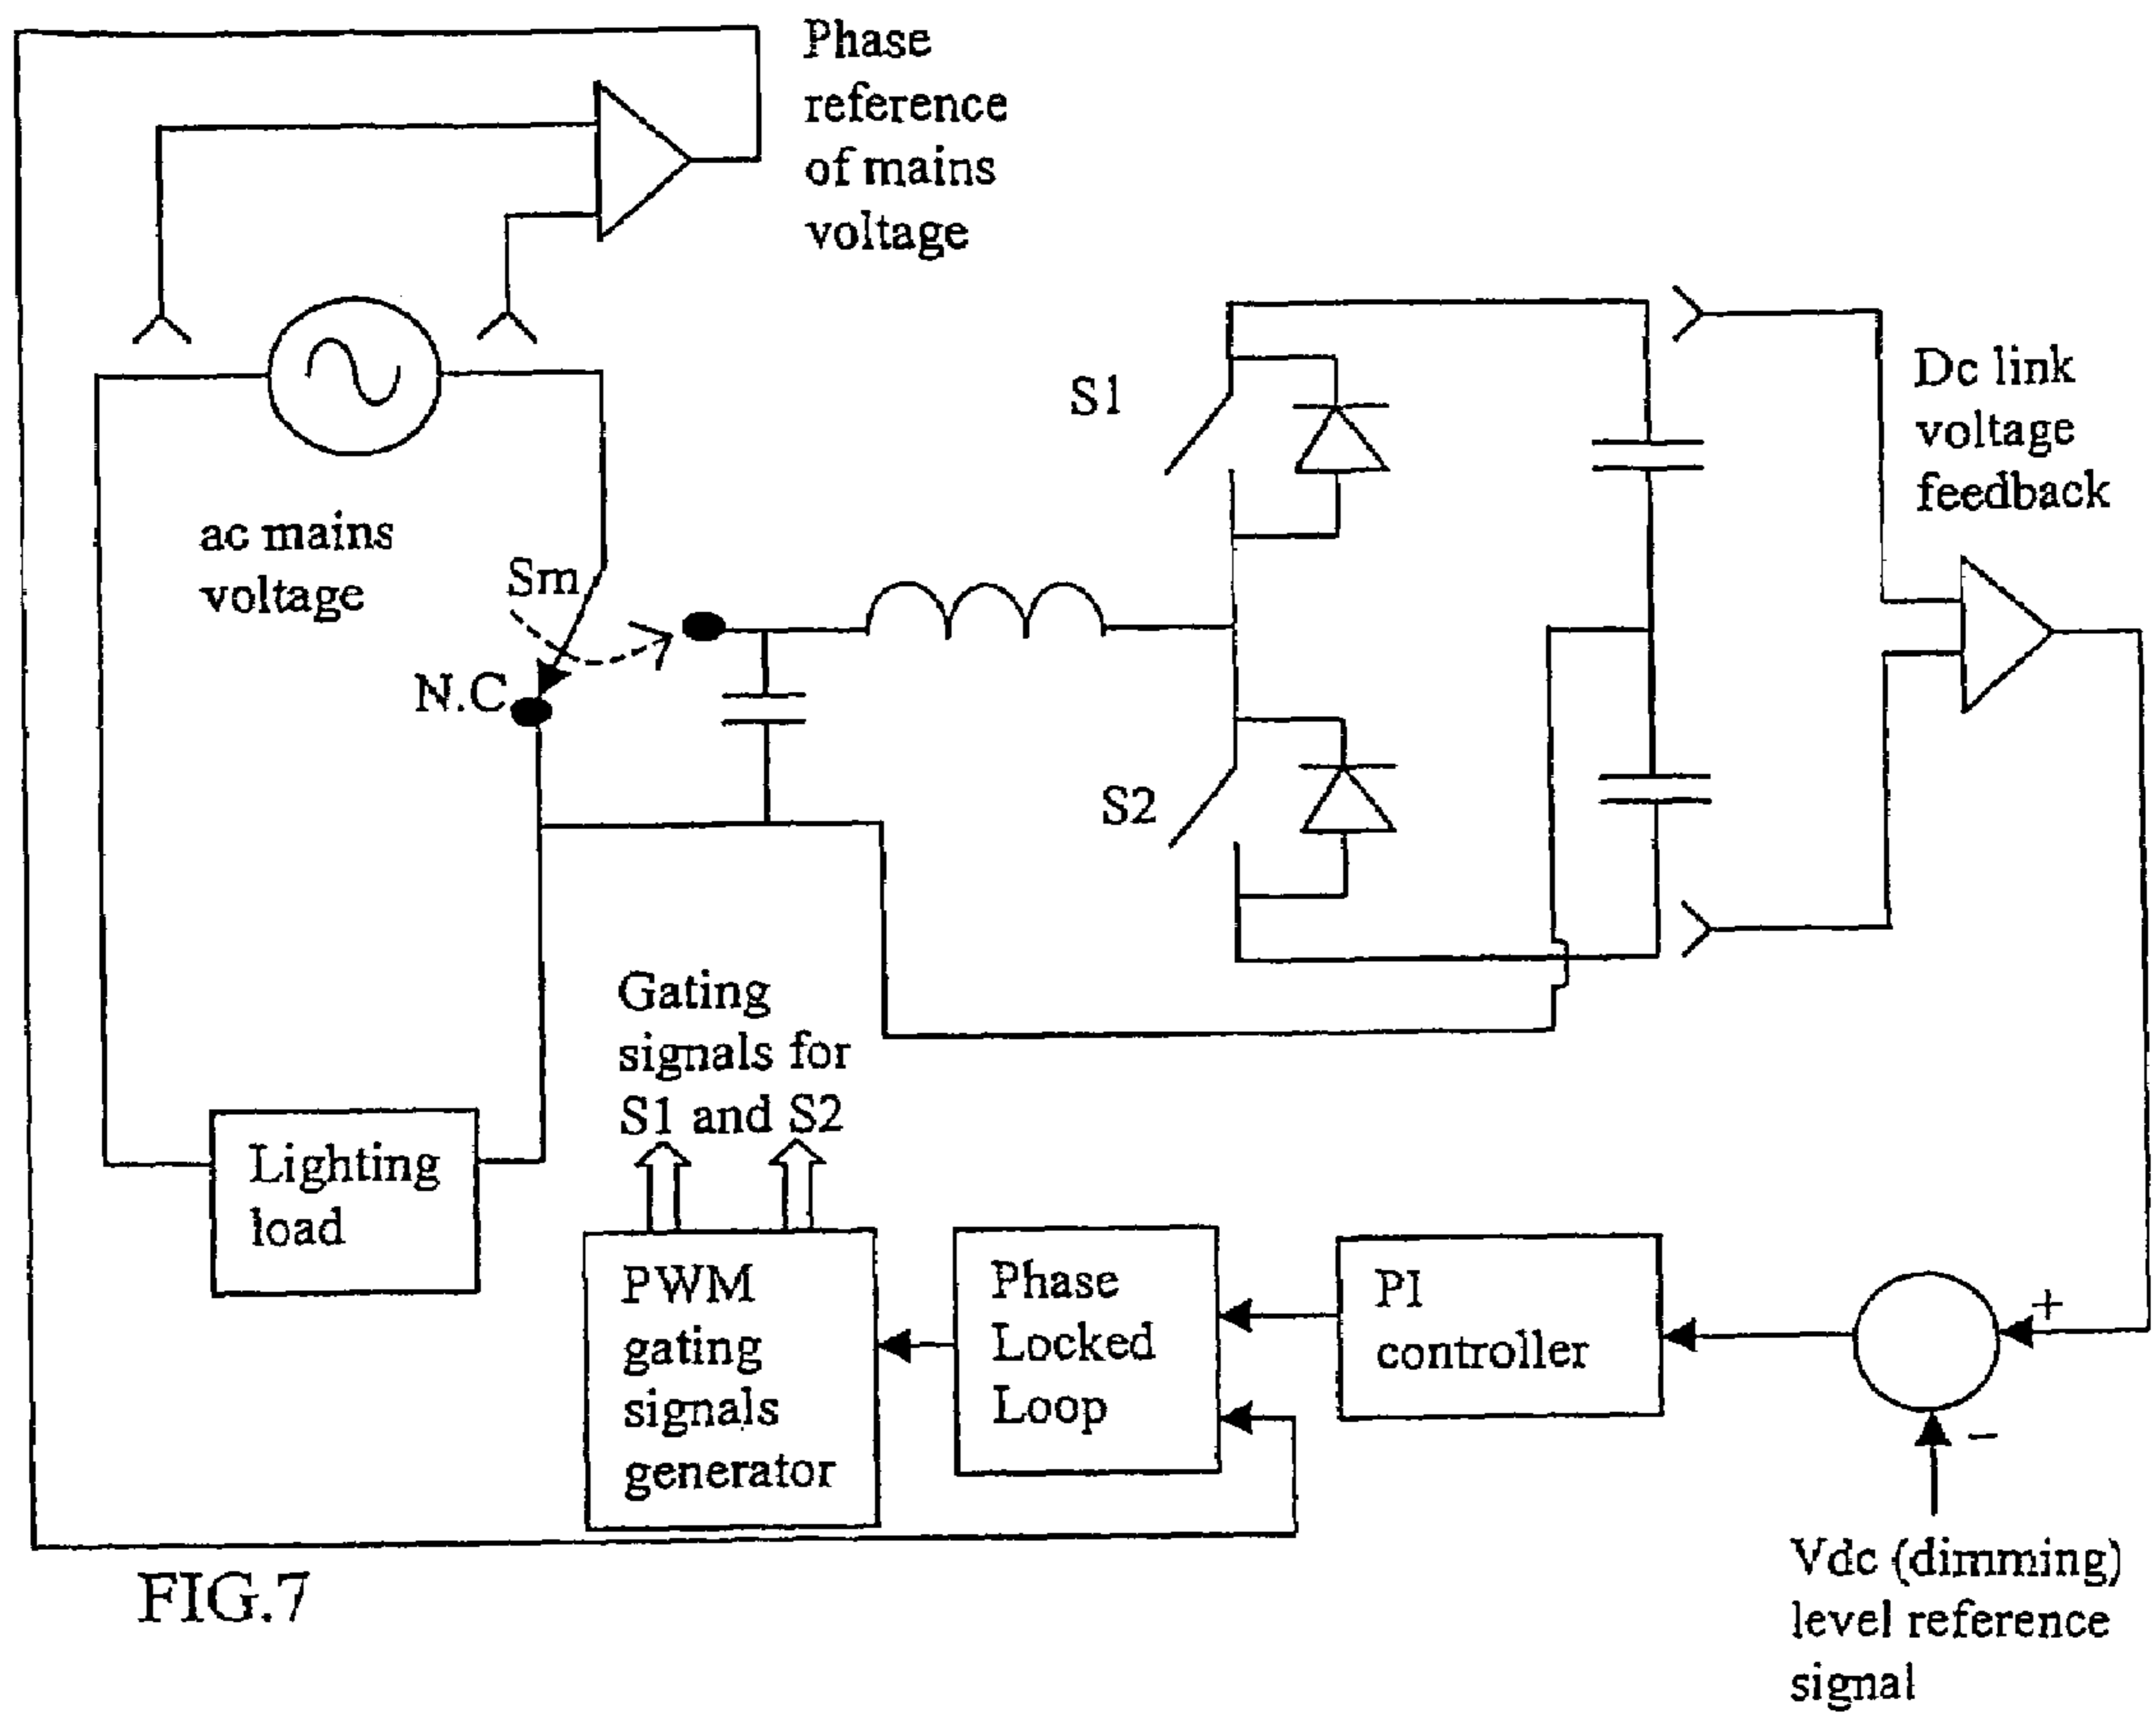 Phase
reference
of mains
voltage
ac mains
voltage
Sm
N.C
S1
S2
Dc link
voltage
feedback
Gating
signals for
S1 and S2
Lighting
load
PWM
gating
signals
generator
Phase
Locked
Loop
PI
controller
+
−
Vdc (dimming)
level reference
signal
FIG.7